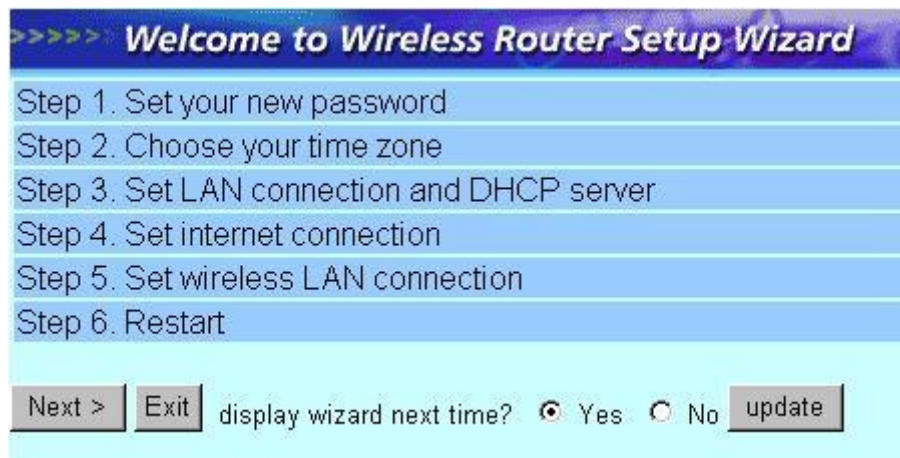 >>>>> Welcome to Wireless Router Setup Wizard
Step 1. Set your new password
Step 2. Choose your time zone
Step 3. Set LAN connection and DHCP server
Step 4. Set internet connection
Step 5. Set wireless LAN connection
Step 6. Restart
Next > Exit display wizard next time? Yes No update